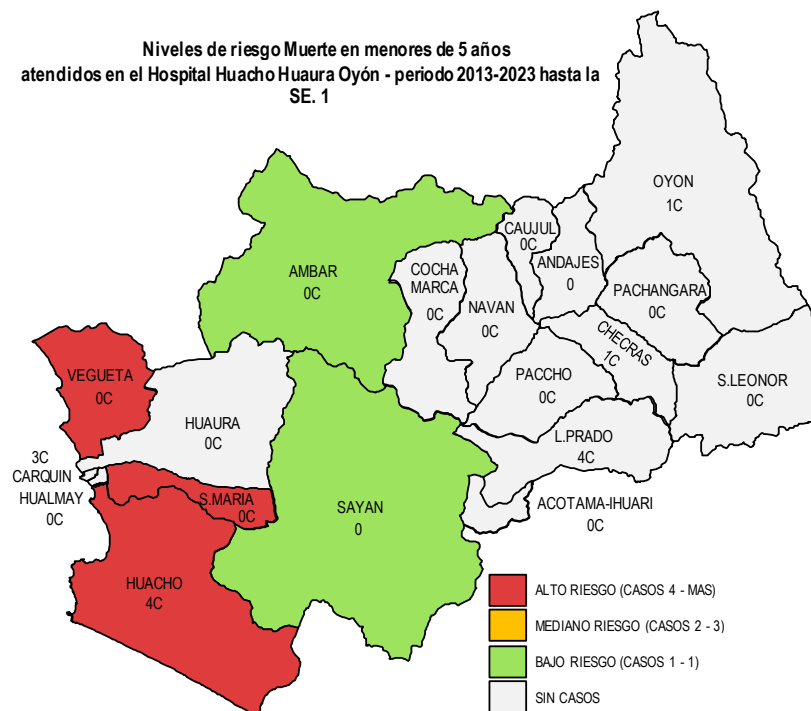 Niveles de riesgo Muerte en menores de 5 años
atendidos en el Hospital Huacho Huaura Oyón - periodo 2013-2023 hasta la
SE. 1
OYON
1C
CAUJUL
0C
ANDAJES
0
AMBAR
0C
COCHA
MARCA
0C
NAVAN
0C
PACHANGARA
0C
CHECRAS
1C
VEGUETA
0C
PACCHO
0C
S.LEONOR
0C
HUAURA
0C
L.PRADO
4C
3C
CARQUIN
HUALMAY
0C
S.MARIA
0C
SAYAN
0
ACOTAMA-IHUARI
0C
HUACHO
4C
ALTO RIESGO (CASOS 4 - MAS)
MEDIANO RIESGO (CASOS 2 - 3)
BAJO RIESGO (CASOS 1 - 1)
SIN CASOS